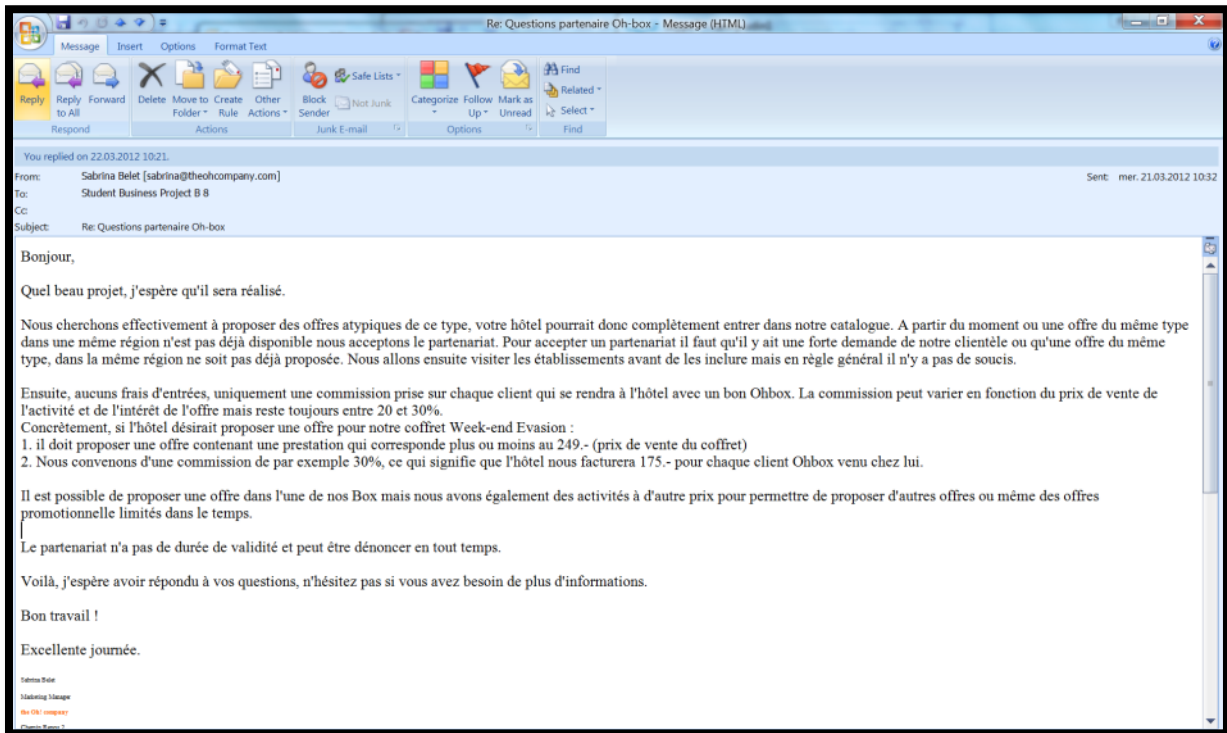 Re: Questions partenaire Oh-box - Message (HTML)
Message Insert Options Format Text
Reply
Reply to All
Forward
Delete
Move to Folder
Create Rule
Other Actions
Block Sender
Safe Lists
Not Junk
Categorize
Follow Up
Mark as Unread
Find
Related
Select
Respond Actions Junk E-mail Options Find
You replied on 22.03.2012 10:21.
From: Sabrina Belet [sabrina@theohcompany.com] Sent: mer. 21.03.2012 10:32
To: Student Business Project B 8
Cc:
Subject: Re: Questions partenaire Oh-box
Bonjour,
Quel beau projet, j'espère qu'il sera réalisé.
Nous cherchons effectivement à proposer des offres atypiques de ce type, votre hôtel pourrait donc complètement entrer dans notre catalogue. A partir du moment ou une offre du même type
dans une même région n'est pas déjà disponible nous acceptons le partenariat. Pour accepter un partenariat il faut qu'il y ait une forte demande de notre clientèle ou qu'une offre du même
type, dans la même région ne soit pas déjà proposée. Nous allons ensuite visiter les établissements avant de les inclure mais en règle général il n'y a pas de soucis.
Ensuite, aucuns frais d'entrées, uniquement une commission prise sur chaque client qui se rendra à l'hôtel avec un bon Ohbox. La commission peut varier en fonction du prix de vente de
l'activité et de l'intérêt de l'offre mais reste toujours entre 20 et 30%.
Concrètement, si l'hôtel désirait proposer une offre pour notre coffret Week-end Evasion :
1. il doit proposer une offre contenant une prestation qui corresponde plus ou moins au 249.- (prix de vente du coffret)
2. Nous convenons d'une commission de par exemple 30%, ce qui signifie que l'hôtel nous facturera 175.- pour chaque client Ohbox venu chez lui.
Il est possible de proposer une offre dans l'une de nos Box mais nous avons également des activités à d'autre prix pour permettre de proposer d'autres offres ou même des offres
promotionnelle limités dans le temps.
Le partenariat n'a pas de durée de validité et peut être dénoncer en tout temps.
Voilà, j'espère avoir répondu à vos questions, n'hésitez pas si vous avez besoin de plus d'informations.
Bon travail !
Excellente journée.
Sabrina Belet
Marketing Manager
the Oh! company